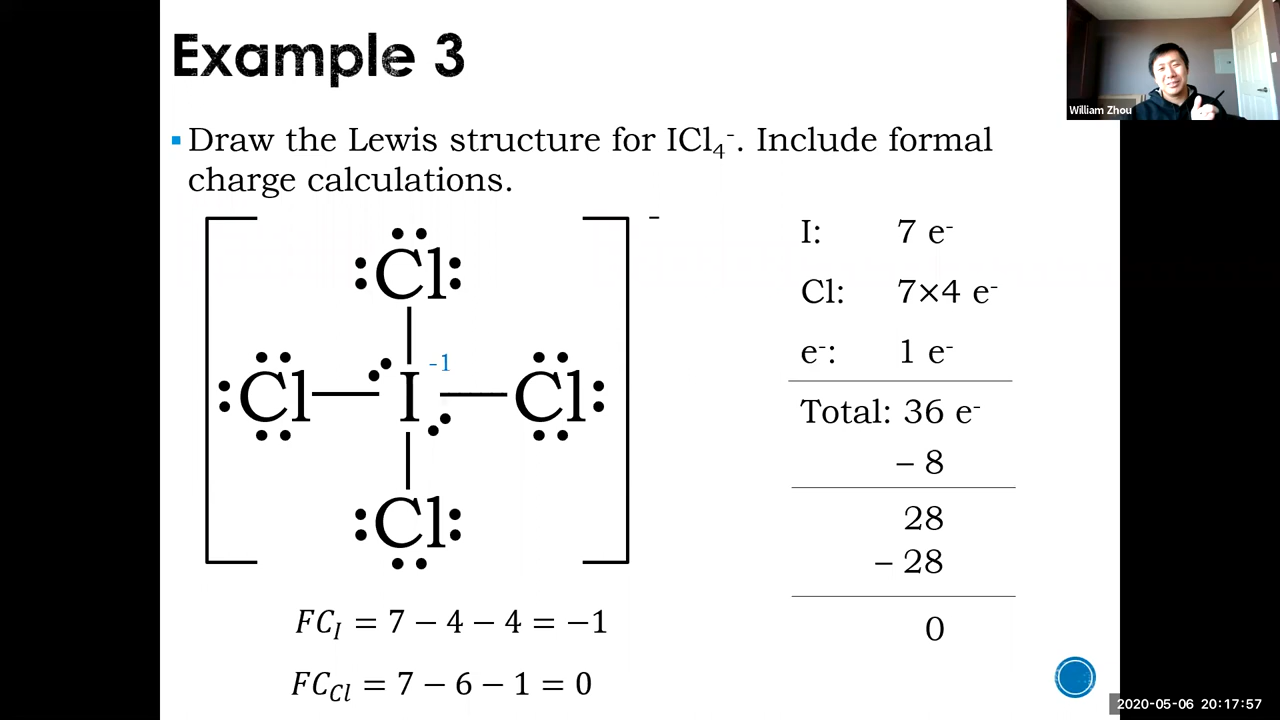 Example 3
William Zhou
▪ Draw the Lewis structure for ICl₄⁻. Include formal
charge calculations.
-
Cl
-1
Cl I Cl
Cl
I: 7 e⁻
Cl: 7×4 e⁻
e⁻: 1 e⁻
Total: 36 e⁻
– 8
28
– 28
0
FC_I = 7 − 4 − 4 = −1
FC_Cl = 7 − 6 − 1 = 0
2020-05-06 20:17:57